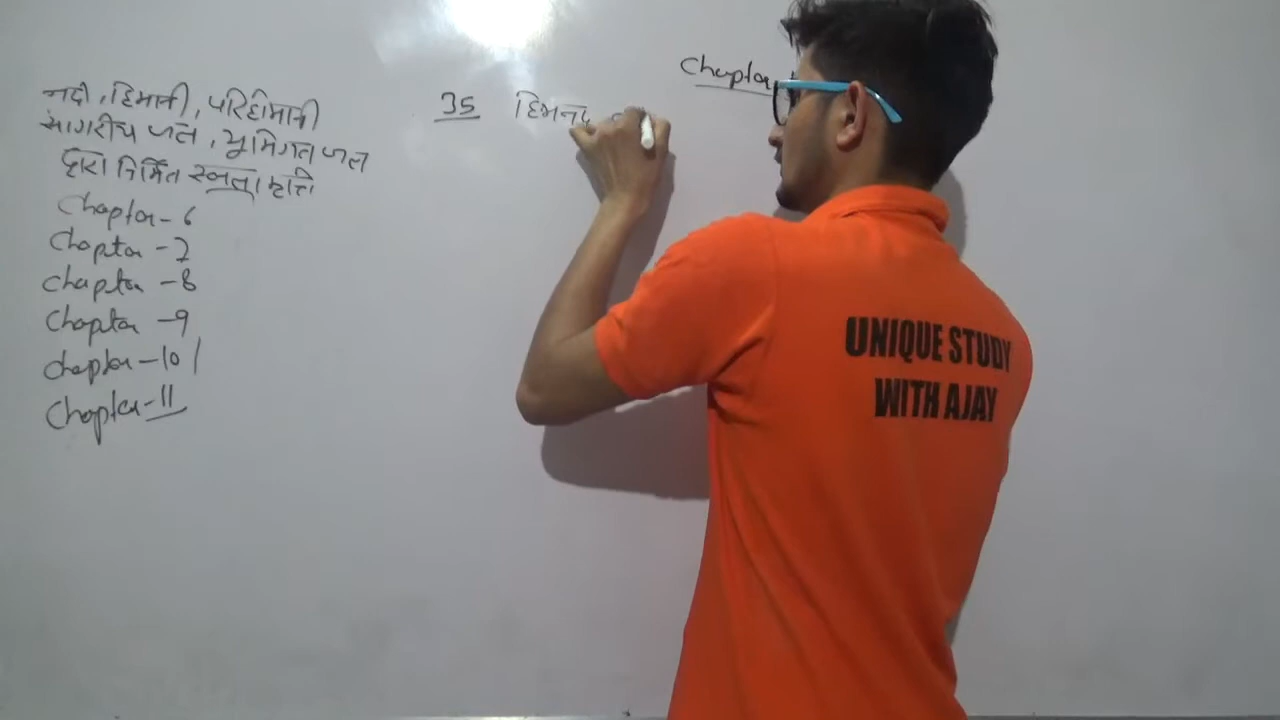 नदी, हिमानी, परिहिमानी
सागरीय जल, भूमिगत जल
द्वारा निर्मित स्थलाकृति
Chapter-6
Chapter-7
Chapter-8
Chapter-9
Chapter-10
Chapter-11
Chapter
35 हिमनद
UNIQUE STUDY
WITH AJAY